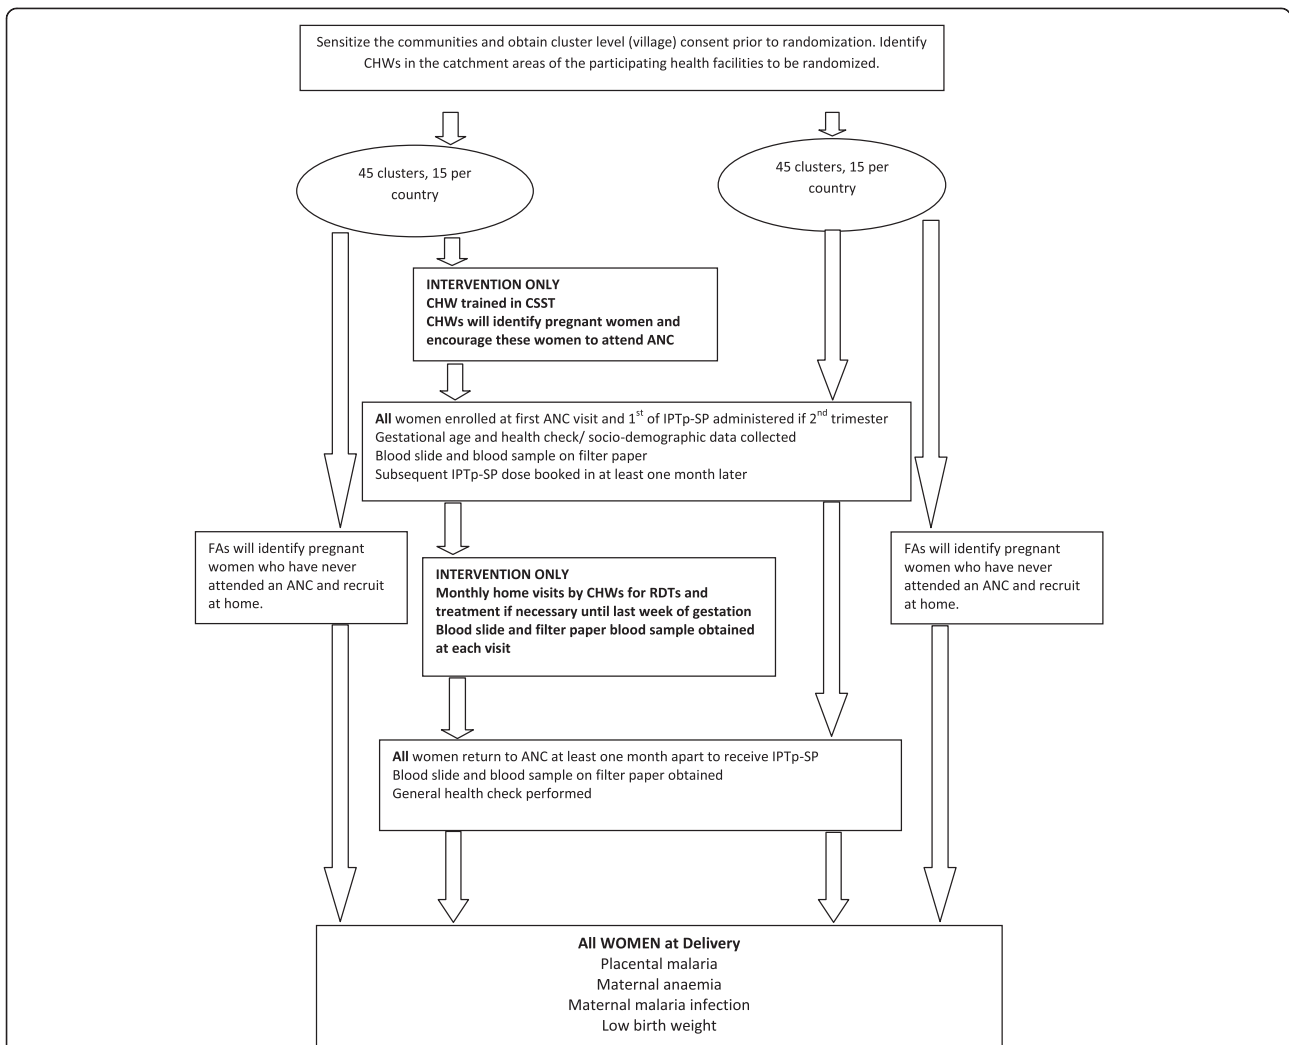 Sensitize the communities and obtain cluster level (village) consent prior to randomization. Identify
CHWs in the catchment areas of the participating health facilities to be randomized.
45 clusters, 15 per
country
45 clusters, 15 per
country
INTERVENTION ONLY
CHW trained in CSST
CHWs will identify pregnant women and
encourage these women to attend ANC
All women enrolled at first ANC visit and 1st of IPTp-SP administered if 2nd trimester
Gestational age and health check/ socio-demographic data collected
Blood slide and blood sample on filter paper
Subsequent IPTp-SP dose booked in at least one month later
FAs will identify pregnant
women who have never
attended an ANC and recruit
at home.
INTERVENTION ONLY
Monthly home visits by CHWs for RDTs and
treatment if necessary until last week of gestation
Blood slide and filter paper blood sample obtained
at each visit
FAs will identify pregnant
women who have never
attended an ANC and recruit
at home.
All women return to ANC at least one month apart to receive IPTp-SP
Blood slide and blood sample on filter paper obtained
General health check performed
All WOMEN at Delivery
Placental malaria
Maternal anaemia
Maternal malaria infection
Low birth weight